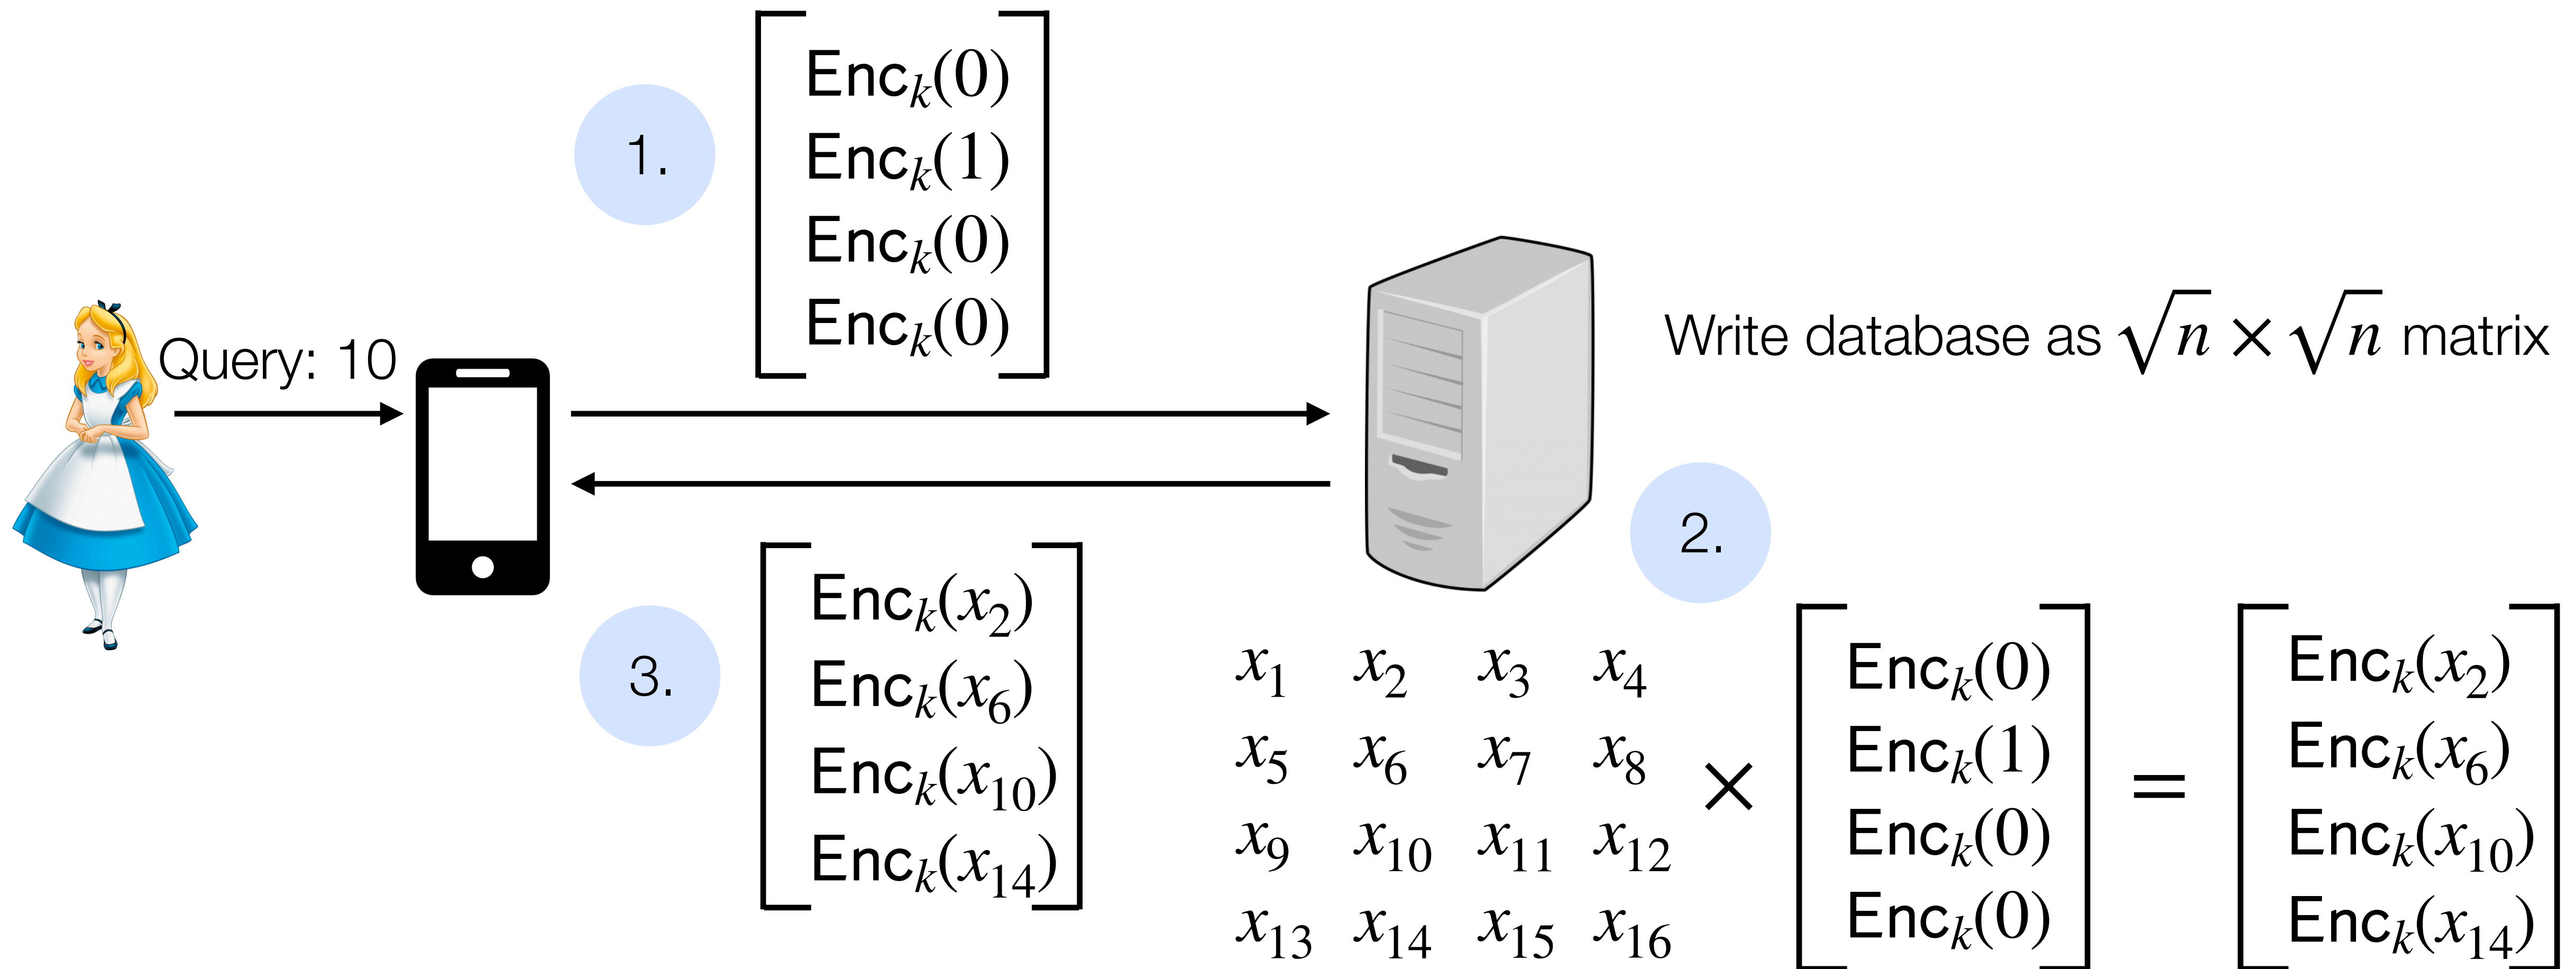 1.
Enc_k(0)
Enc_k(1)
Enc_k(0)
Enc_k(0)
Query: 10
Write database as √n × √n matrix
2.
3.
Enc_k(x_2)
Enc_k(x_6)
Enc_k(x_10)
Enc_k(x_14)
x_1 x_2 x_3 x_4
x_5 x_6 x_7 x_8
x_9 x_10 x_11 x_12
x_13 x_14 x_15 x_16
×
Enc_k(0)
Enc_k(1)
Enc_k(0)
Enc_k(0)
=
Enc_k(x_2)
Enc_k(x_6)
Enc_k(x_10)
Enc_k(x_14)